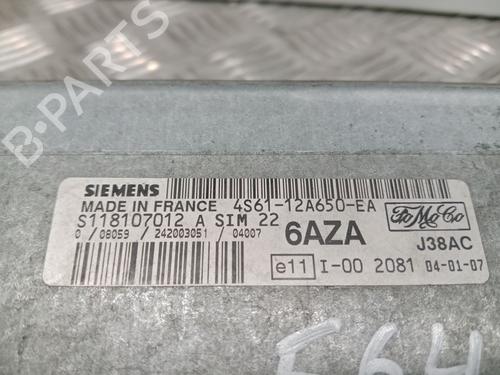 B-PARTS
SIEMENS
MADE IN FRANCE 4S61-12A650-EA
S118107012 A SIM 22
0 / 08059 / 242003051 / 04007
6AZA
FoMoCo
J38AC
e11 I-00 2081 04-01-07